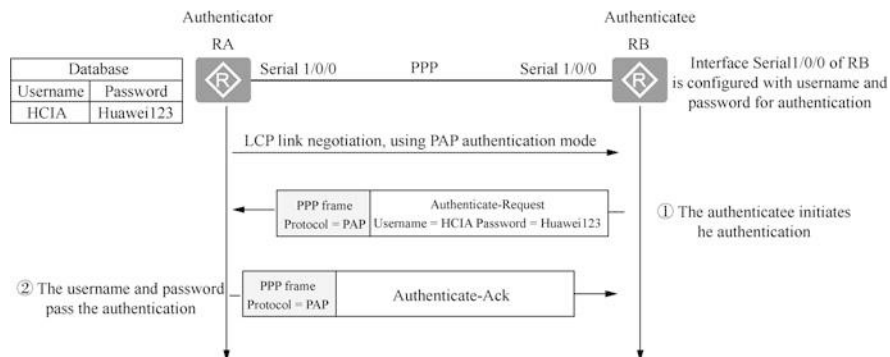 Authenticator
Authenticatee
RA
RB
Serial 1/0/0
PPP
Serial 1/0/0
Database
Username
Password
HCIA
Huawei123
R
R
Interface Serial1/0/0 of RB
is configured with username and
password for authentication
LCP link negotiation, using PAP authentication mode
PPP frame
Protocol = PAP
Authenticate-Request
Username = HCIA Password = Huawei123
① The authenticatee initiates
he authentication
② The username and password
pass the authentication
PPP frame
Protocol = PAP
Authenticate-Ack